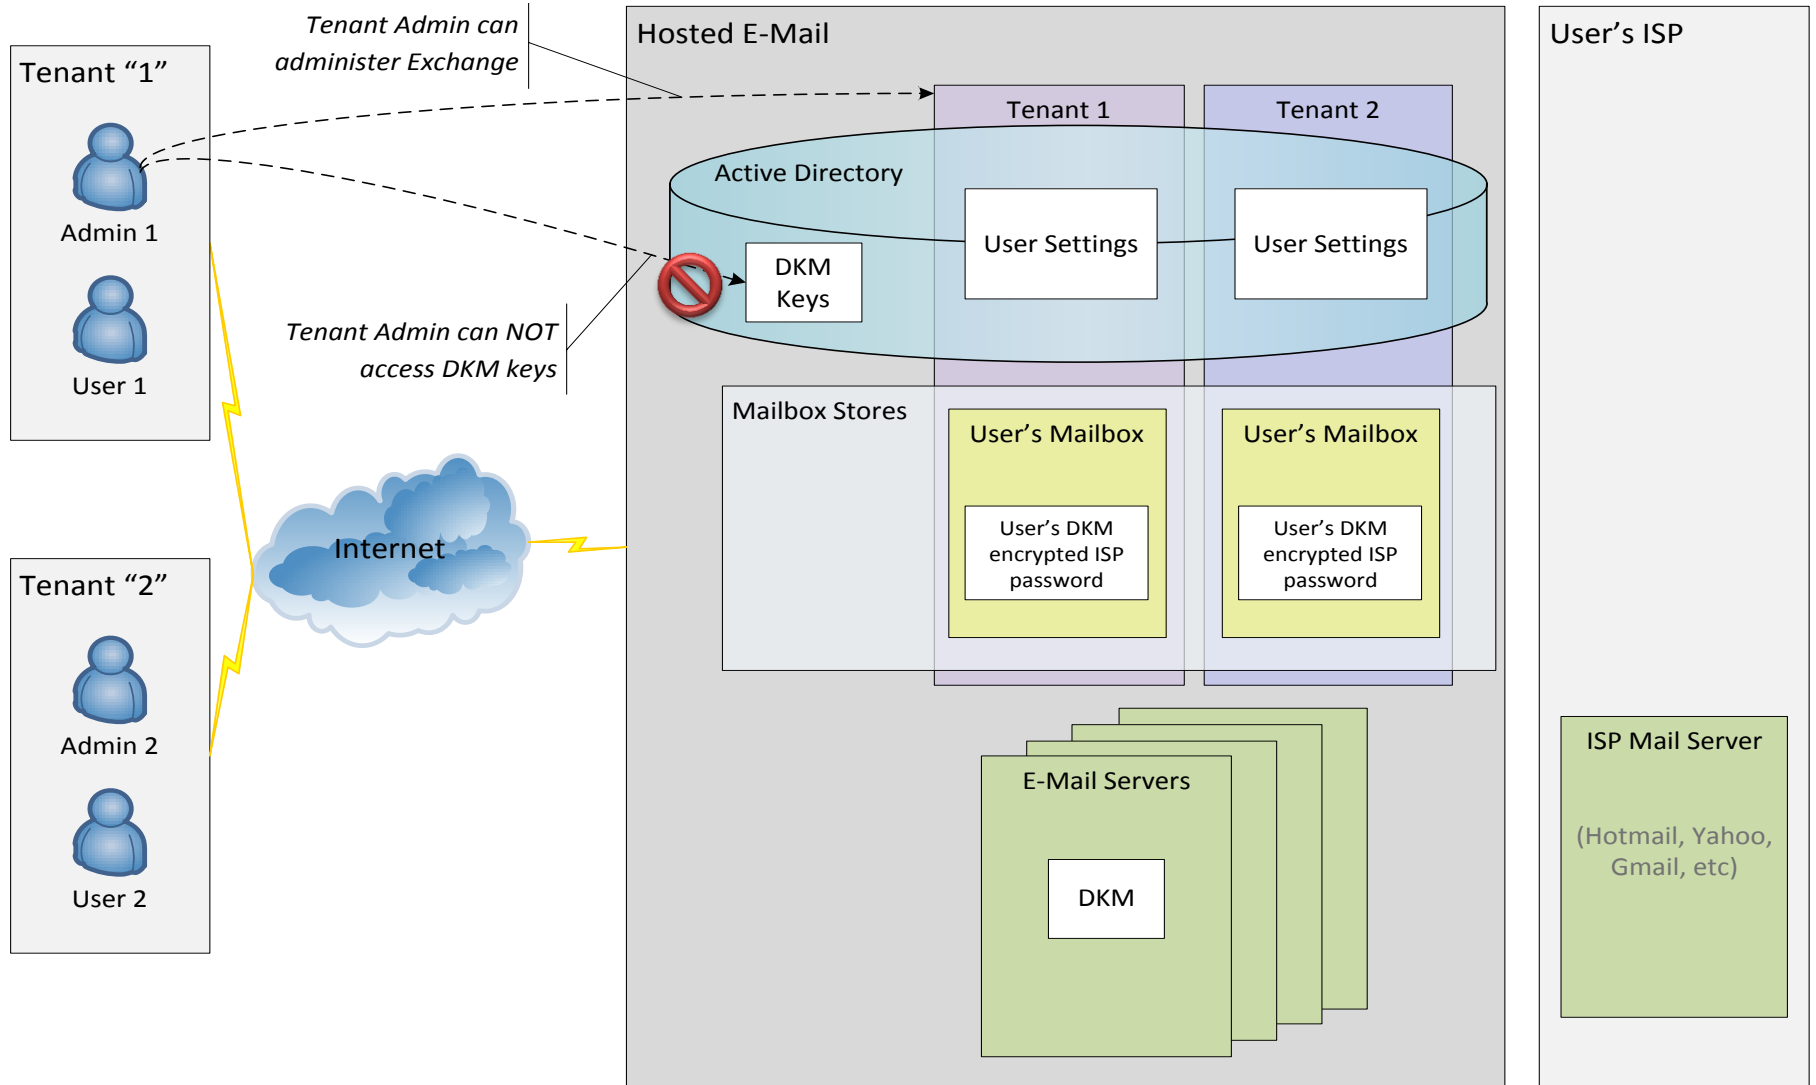 Tenant Admin can
administer Exchange
Tenant “1”
Admin 1
User 1
Tenant Admin can NOT
access DKM keys
Tenant “2”
Admin 2
User 2
Internet
Hosted E-Mail
Tenant 1
Tenant 2
Active Directory
User Settings
User Settings
DKM
Keys
Mailbox Stores
User’s Mailbox
User’s DKM
encrypted ISP
password
User’s Mailbox
User’s DKM
encrypted ISP
password
E-Mail Servers
DKM
User’s ISP
ISP Mail Server
(Hotmail, Yahoo,
Gmail, etc)